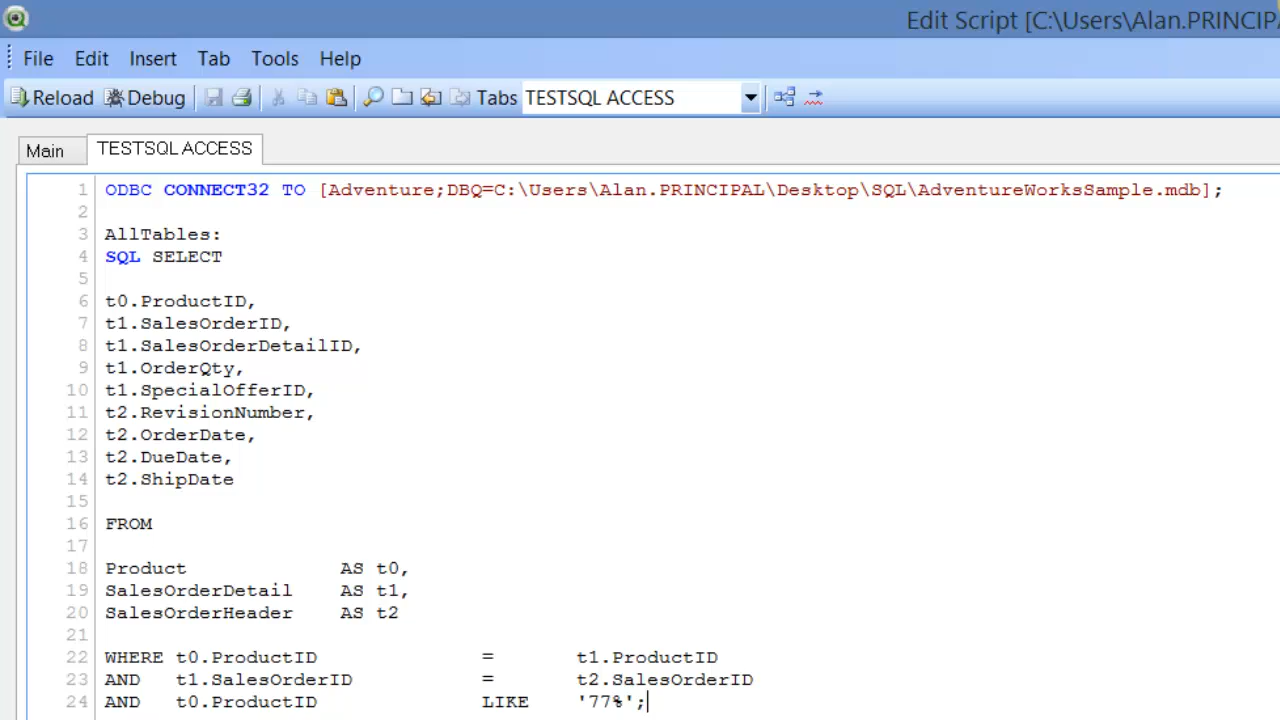 Edit Script [C:\Users\Alan.PRINCIPA
File Edit Insert Tab Tools Help
Reload Debug Tabs TESTSQL ACCESS
Main TESTSQL ACCESS
1 ODBC CONNECT32 TO [Adventure;DBQ=C:\Users\Alan.PRINCIPAL\Desktop\SQL\AdventureWorksSample.mdb];
2
3 AllTables:
4 SQL SELECT
5
6 t0.ProductID,
7 t1.SalesOrderID,
8 t1.SalesOrderDetailID,
9 t1.OrderQty,
10 t1.SpecialOfferID,
11 t2.RevisionNumber,
12 t2.OrderDate,
13 t2.DueDate,
14 t2.ShipDate
15
16 FROM
17
18 Product AS t0,
19 SalesOrderDetail AS t1,
20 SalesOrderHeader AS t2
21
22 WHERE t0.ProductID = t1.ProductID
23 AND t1.SalesOrderID = t2.SalesOrderID
24 AND t0.ProductID LIKE '77%';